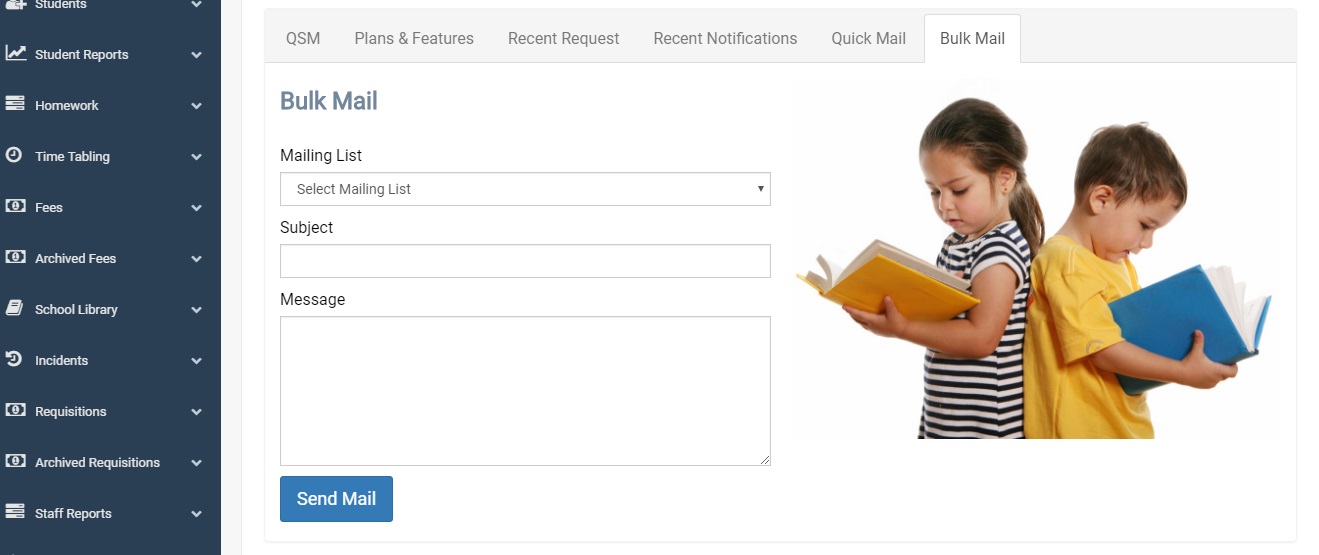 Students
Student Reports
Homework
Time Tabling
Fees
Archived Fees
School Library
Incidents
Requisitions
Archived Requisitions
Staff Reports
QSM Plans & Features Recent Request Recent Notifications Quick Mail Bulk Mail
Bulk Mail
Mailing List
Select Mailing List
Subject
Message
Send Mail